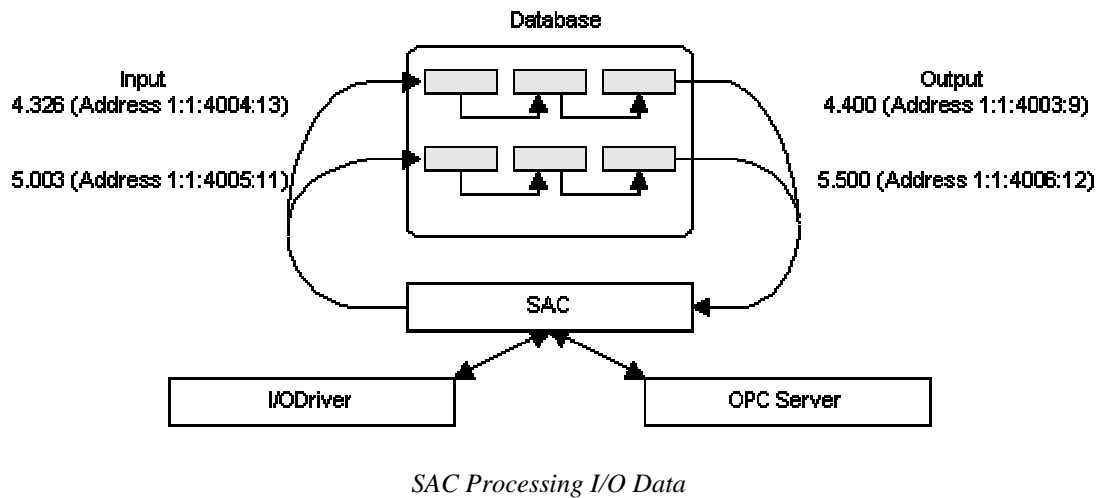 Database
Input
4.326 (Address 1:1:4004:13)
Output
4.400 (Address 1:1:4003:9)
5.003 (Address 1:1:4005:11)
5.500 (Address 1:1:4006:12)
SAC
I/ODriver
OPC Server
SAC Processing I/O Data